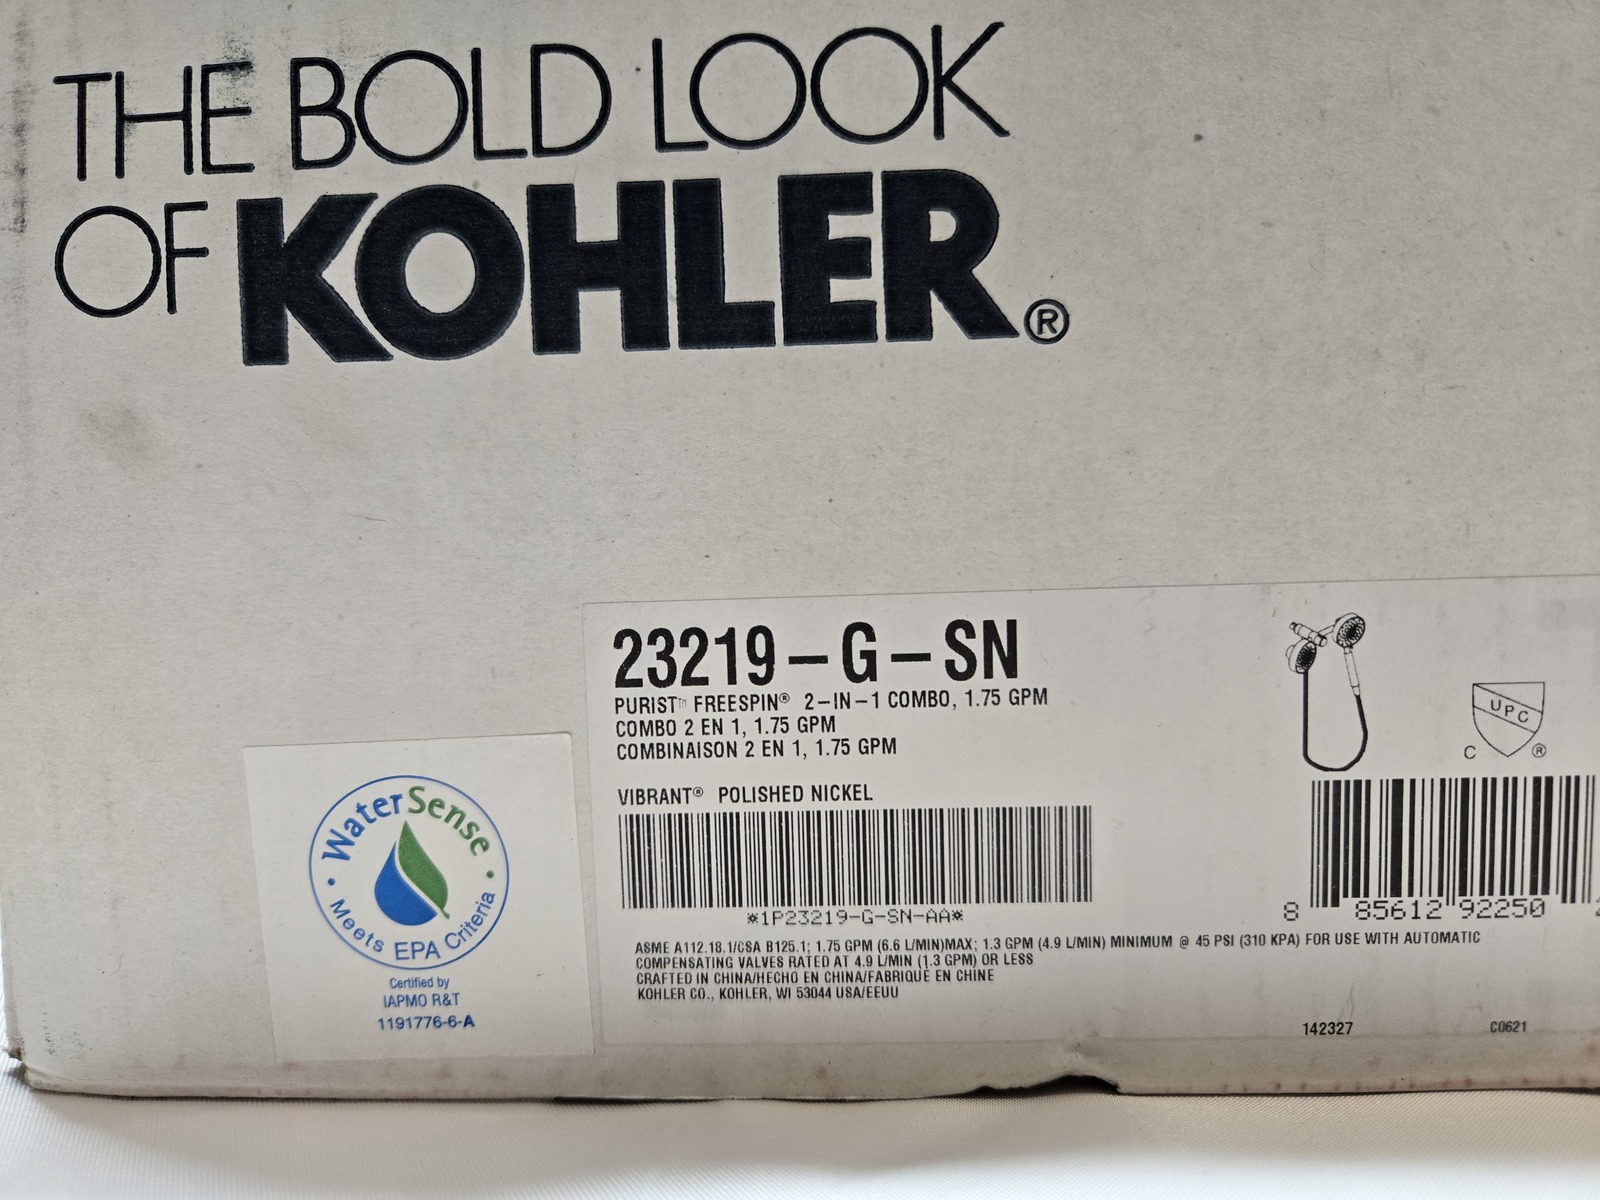 THE BOLD LOOK
OF KOHLER®
23219-G-SN
PURIST™ FREESPIN® 2-IN-1 COMBO, 1.75 GPM
COMBO 2 EN 1, 1.75 GPM
COMBINAISON 2 EN 1, 1.75 GPM
VIBRANT® POLISHED NICKEL
*1P23219-G-SN-AA*
UPC
C ®
8 85612 92250
ASME A112.18.1/CSA B125.1; 1.75 GPM (6.6 L/MIN)MAX; 1.3 GPM (4.9 L/MIN) MINIMUM @ 45 PSI (310 KPA) FOR USE WITH AUTOMATIC
COMPENSATING VALVES RATED AT 4.9 L/MIN (1.3 GPM) OR LESS
CRAFTED IN CHINA/HECHO EN CHINA/FABRIQUÉ EN CHINE
KOHLER CO., KOHLER, WI 53044 USA/EEUU
142327
C0621
WaterSense
Meets EPA Criteria
Certified by
IAPMO R&T
1191776-6-A